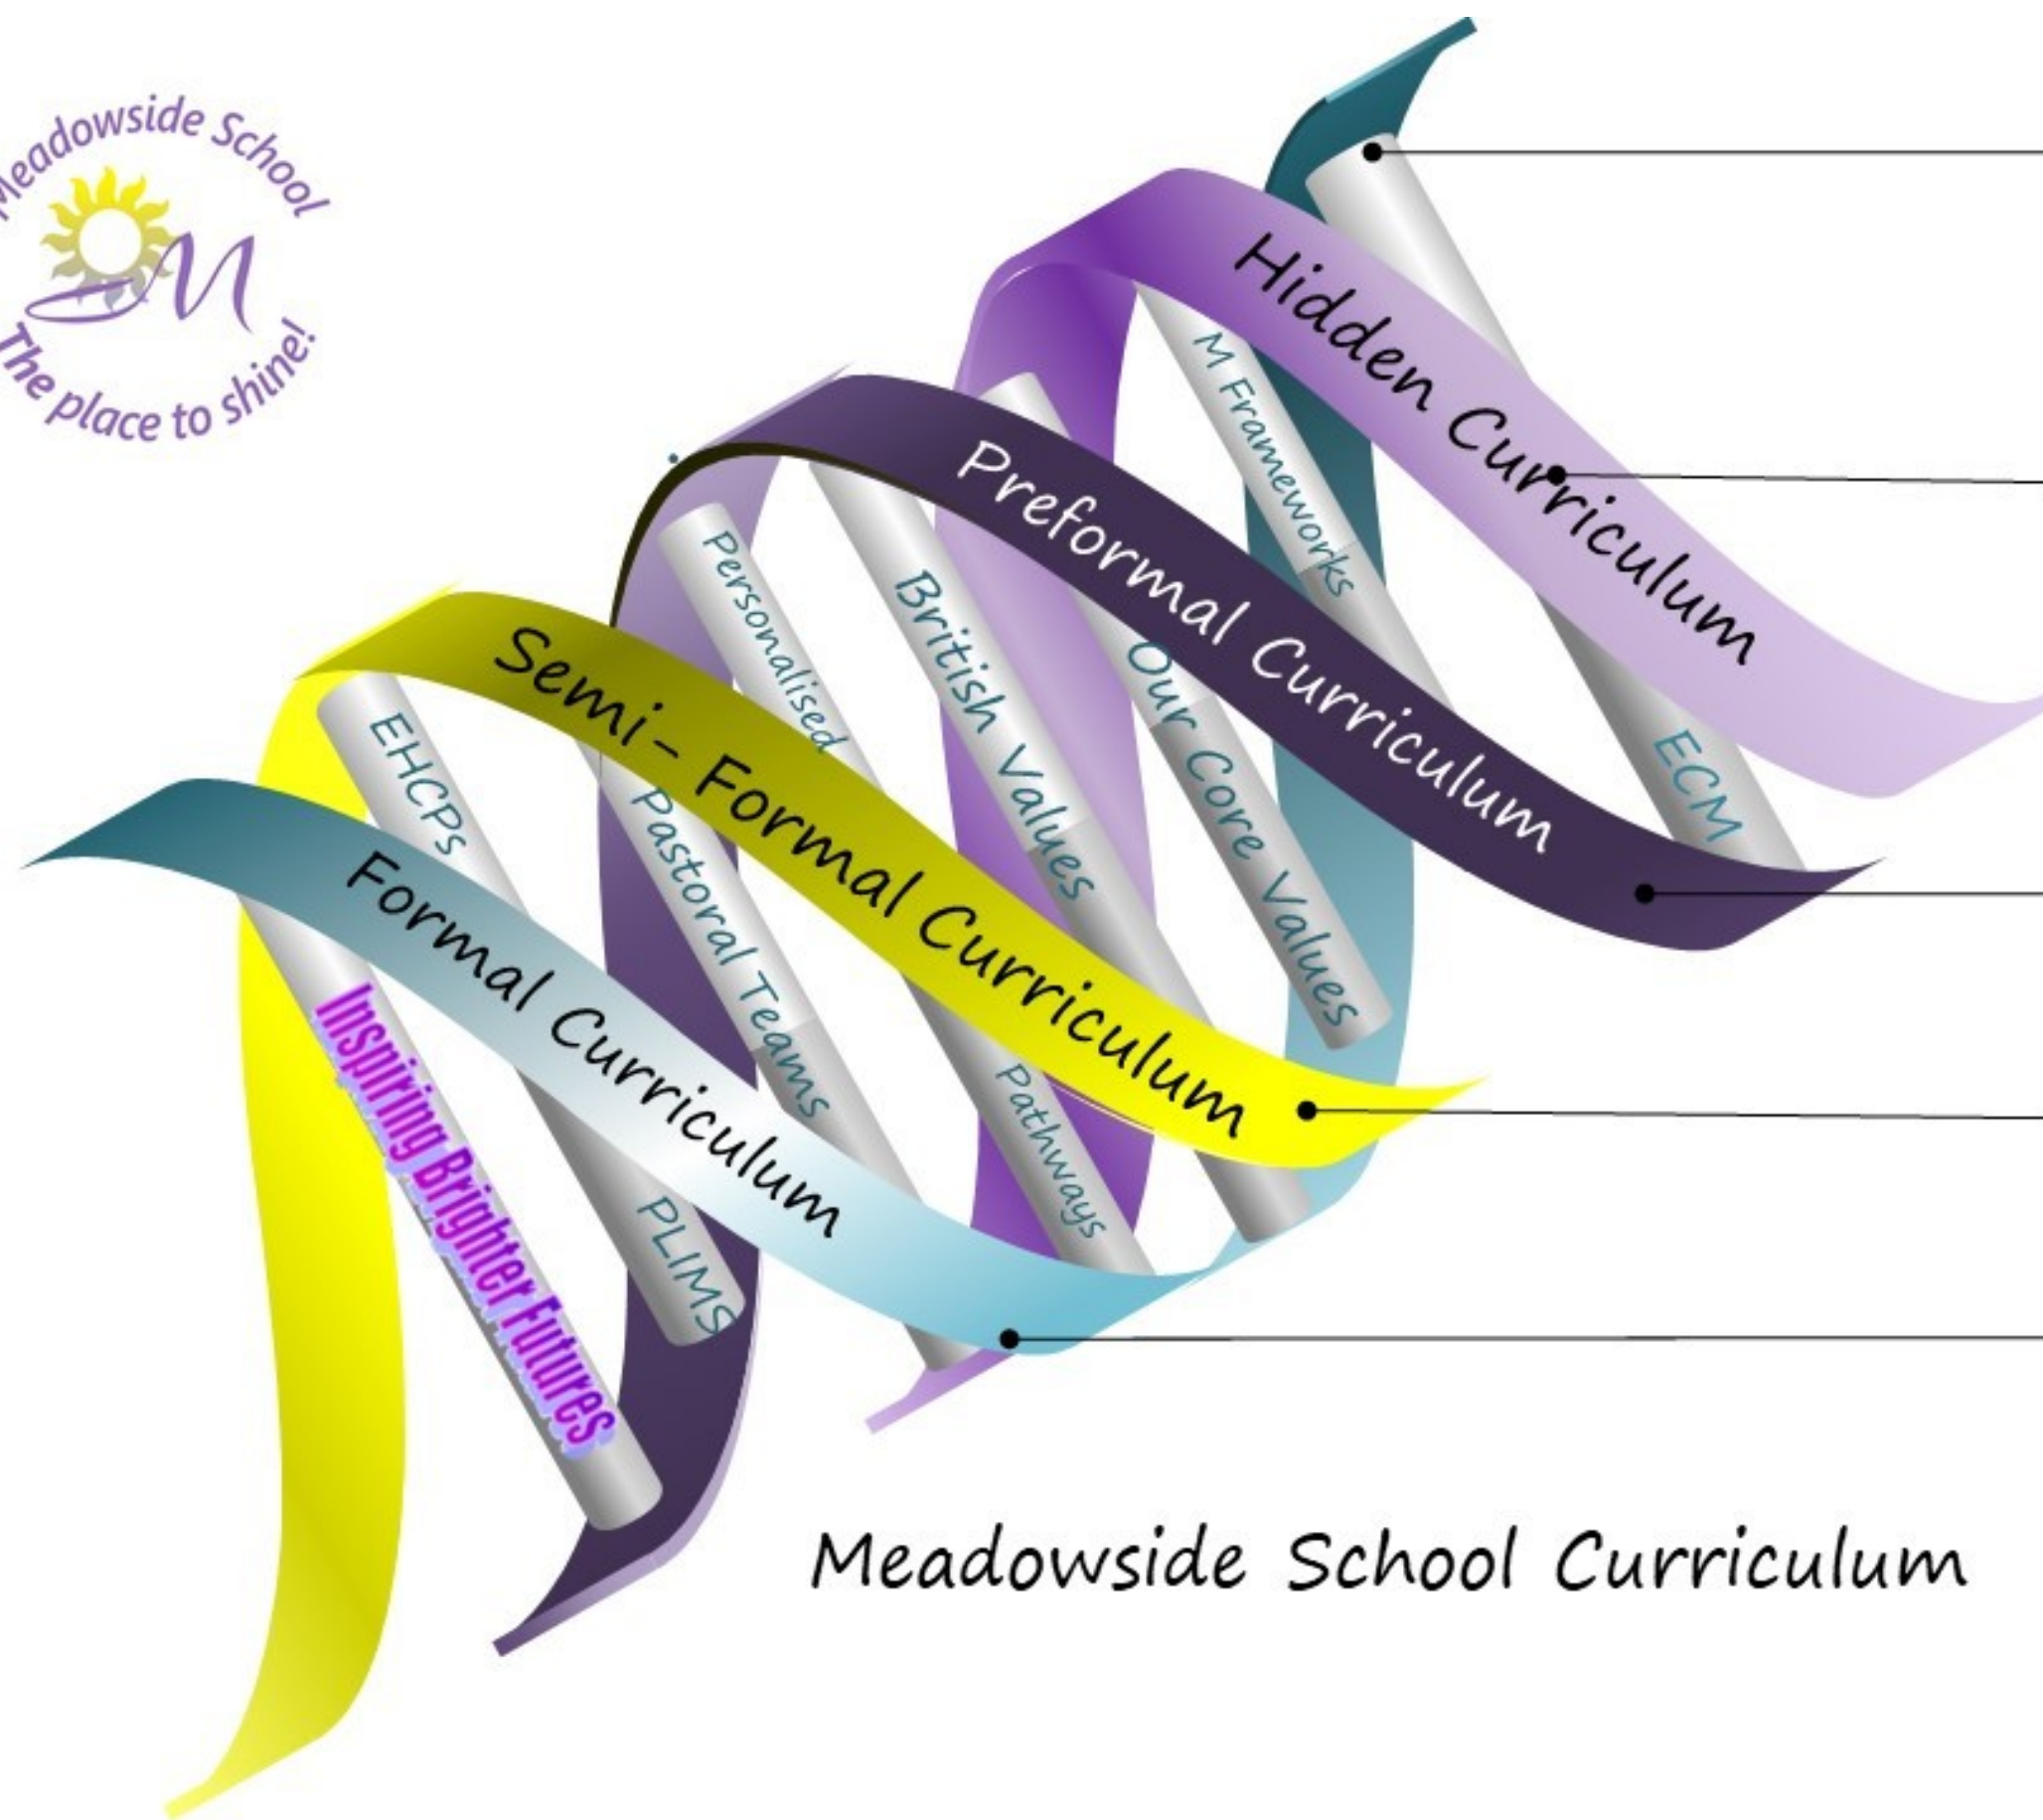 Meadowside School
M
The place to shine!
Hidden Curriculum
M Frameworks
ECM
Preformal Curriculum
Our Core Values
British Values
Personalised
Pathways
Semi- Formal Curriculum
Pastoral Teams
EHCPs
PLIMS
Formal Curriculum
Inspiring Brighter Futures
Meadowside School Curriculum